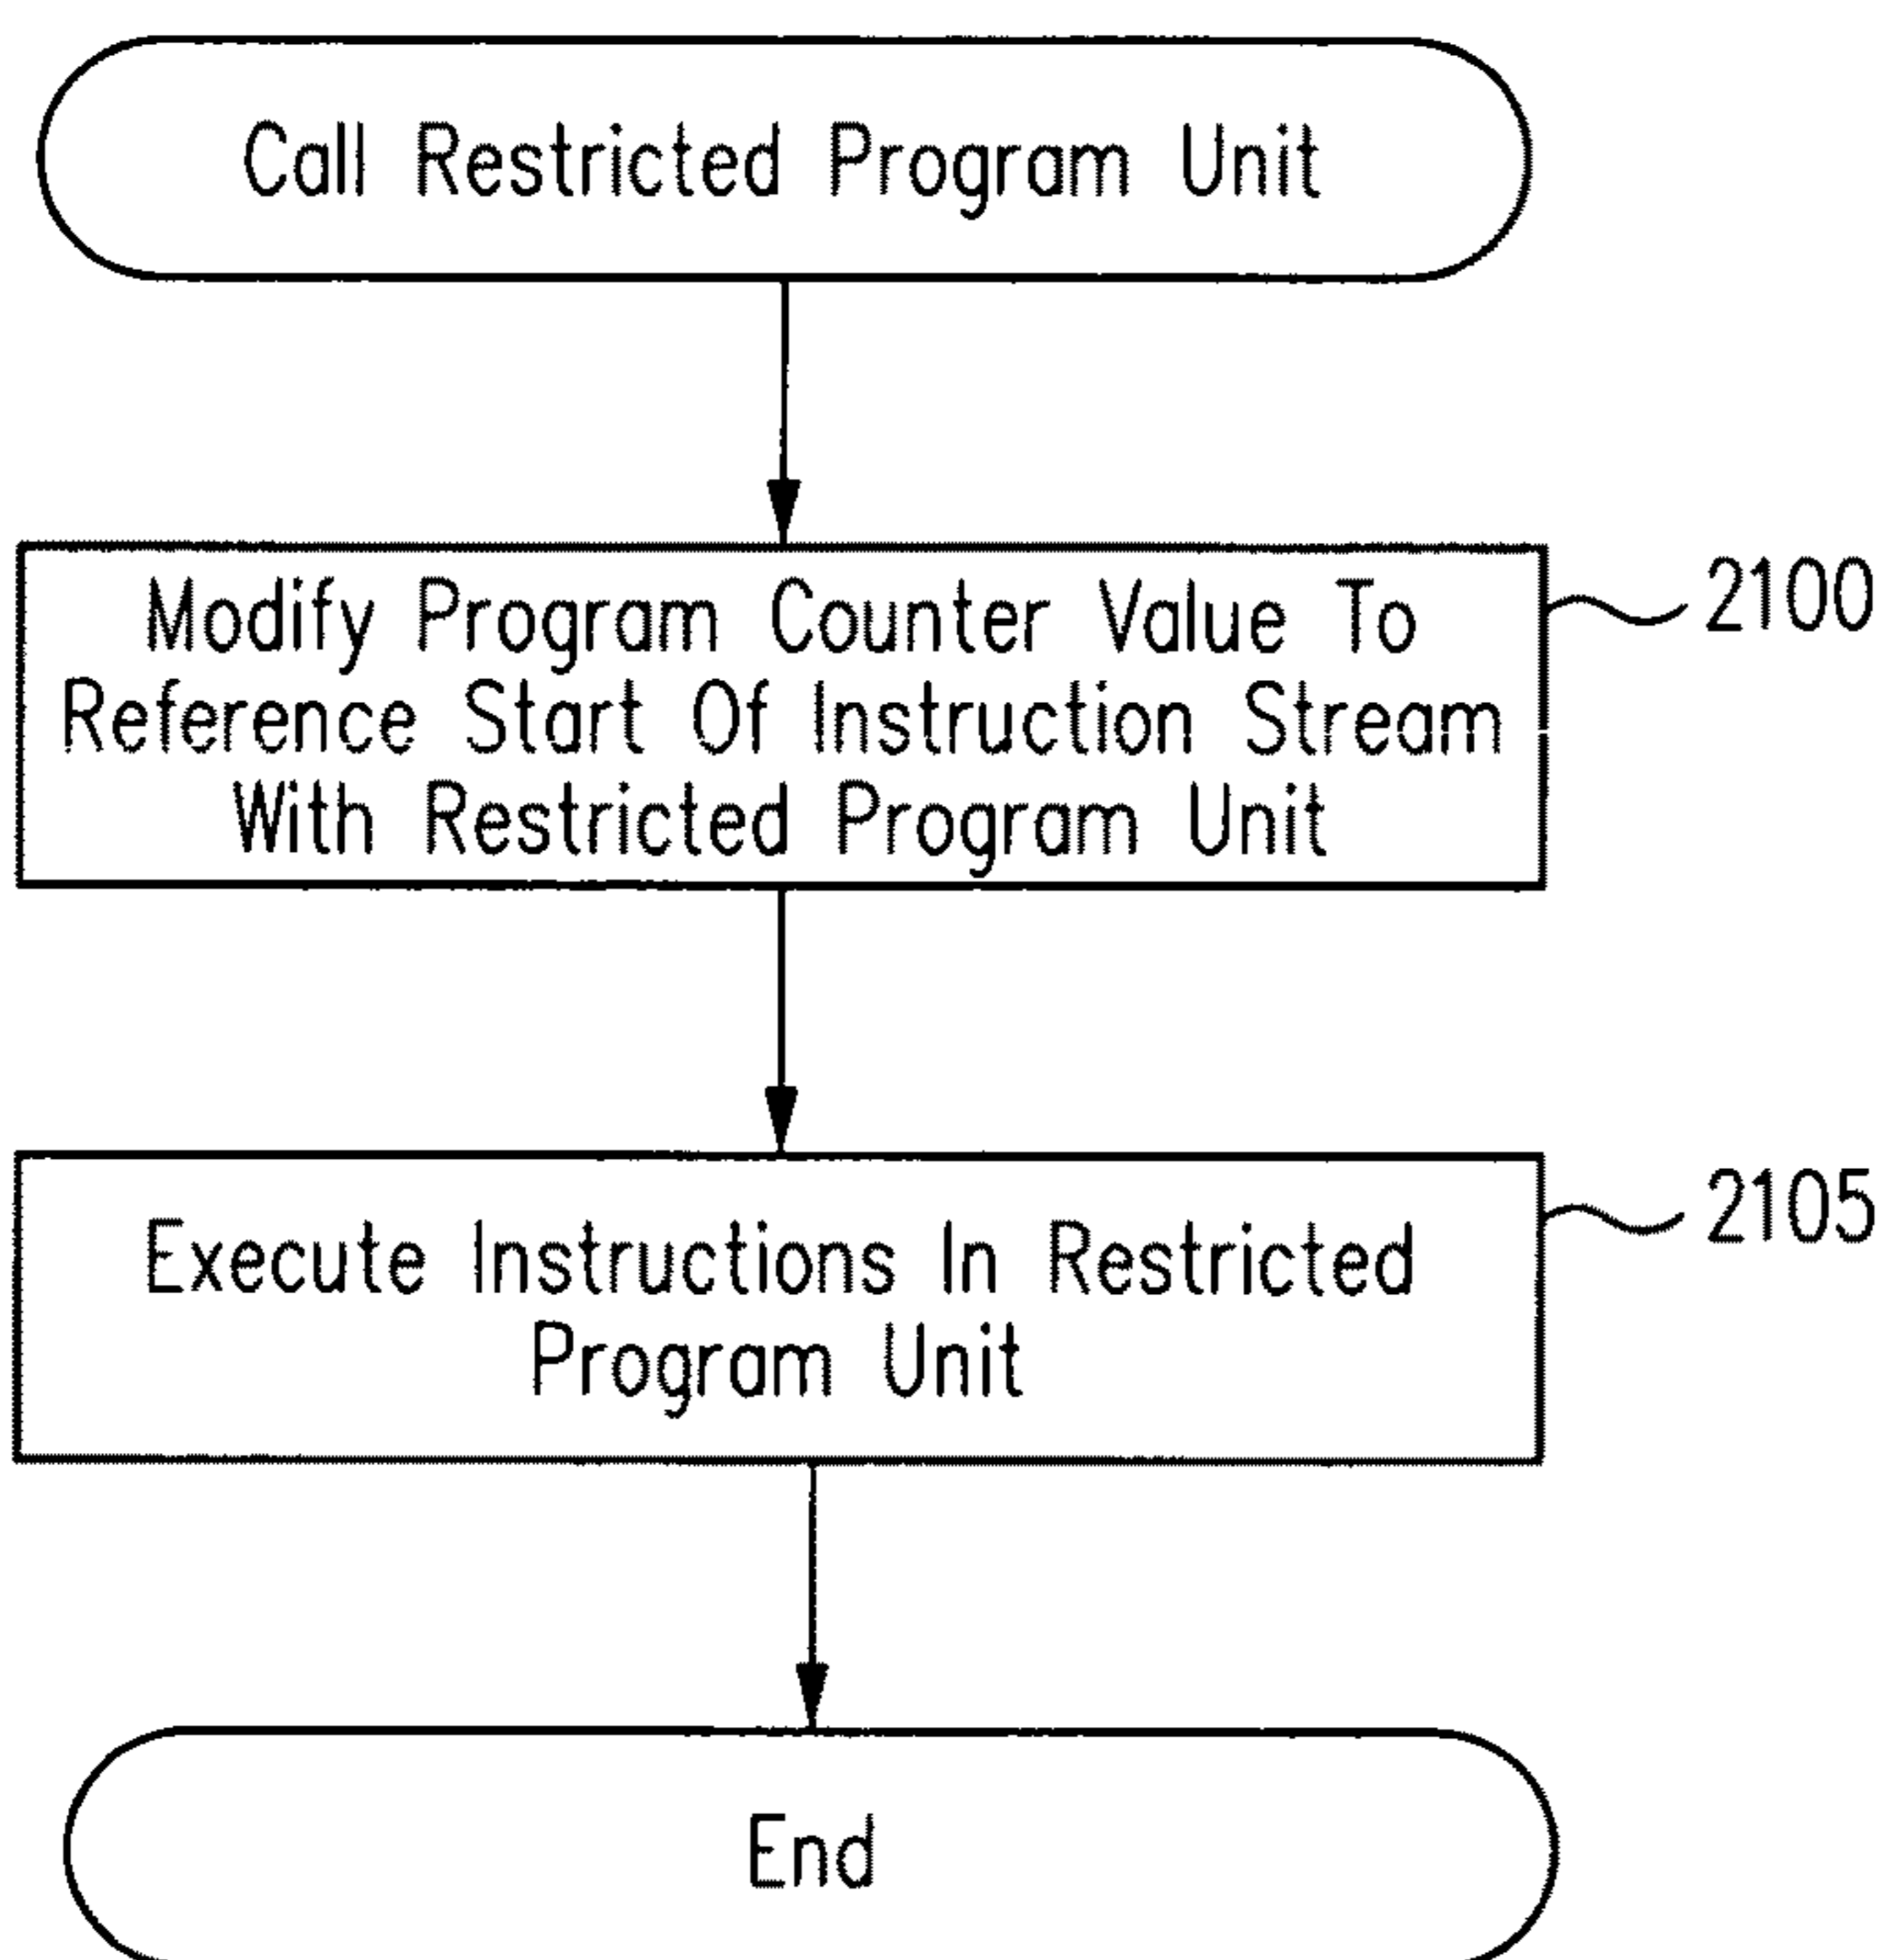 Call Restricted Program Unit
Modify Program Counter Value To
2100
Reference Start Of Instruction Stream
With Restricted Program Unit
Execute Instructions In Restricted
2105
Program Unit
End